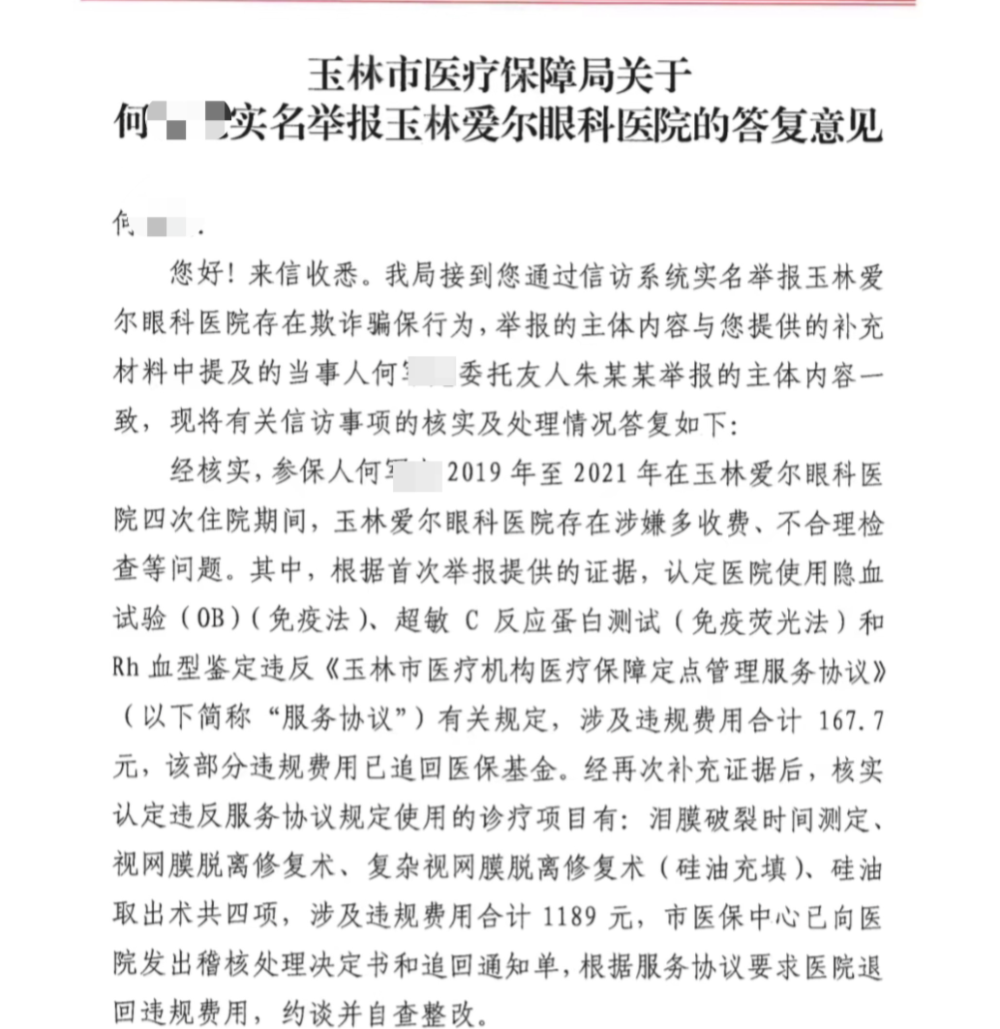 玉林市医疗保障局关于
何 实名举报玉林爱尔眼科医院的答复意见
何
您好！来信收悉。我局接到您通过信访系统实名举报玉林爱
尔眼科医院存在欺诈骗保行为，举报的主体内容与您提供的补充
材料中提及的当事人何 委托友人朱某某举报的主体内容一
致，现将有关信访事项的核实及处理情况答复如下：
经核实，参保人何 2019 年至 2021 年在玉林爱尔眼科医
院四次住院期间，玉林爱尔眼科医院存在涉嫌多收费、不合理检
查等问题。其中，根据首次举报提供的证据，认定医院使用隐血
试验（OB）（免疫法）、超敏 C 反应蛋白测试（免疫荧光法）和
Rh 血型鉴定违反《玉林市医疗机构医疗保障定点管理服务协议》
（以下简称“服务协议”）有关规定，涉及违规费用合计 167.7
元，该部分违规费用已追回医保基金。经再次补充证据后，核实
认定违反服务协议规定使用的诊疗项目有：泪膜破裂时间测定、
视网膜脱离修复术、复杂视网膜脱离修复术（硅油充填）、硅油
取出术共四项，涉及违规费用合计 1189 元，市医保中心已向医
院发出稽核处理决定书和追回通知单，根据服务协议要求医院退
回违规费用，约谈并自查整改。